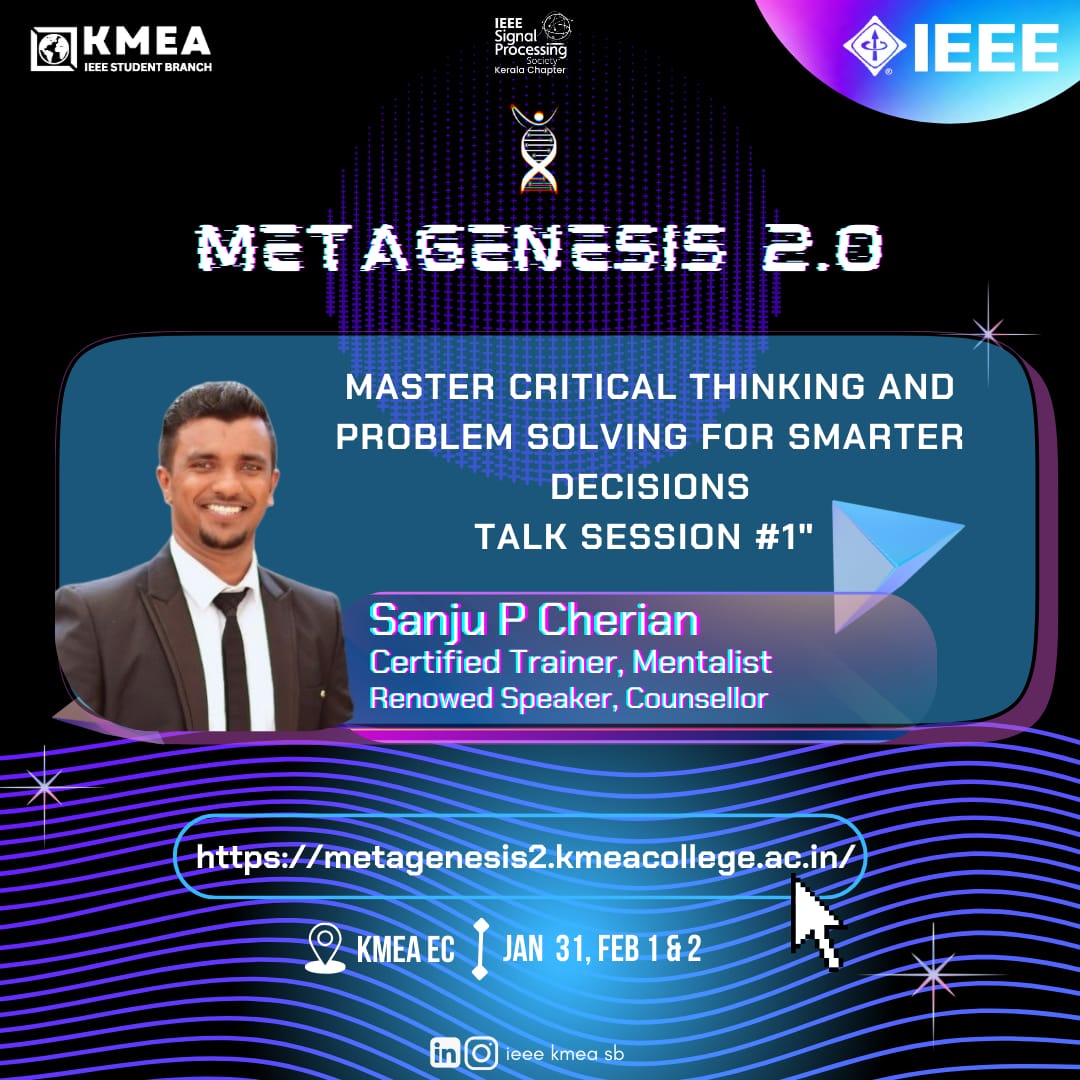 KMEA
IEEE STUDENT BRANCH
IEEE
Signal
Processing
Society
Kerala Chapter
IEEE
®
METAGENESIS 2.0
MASTER CRITICAL THINKING AND
PROBLEM SOLVING FOR SMARTER
DECISIONS
TALK SESSION #1"
Sanju P Cherian
Certified Trainer, Mentalist
Renowed Speaker, Counsellor
https://metagenesis2.kmeacollege.ac.in/
KMEA EC
JAN 31, FEB 1 & 2
in
ieee kmea sb